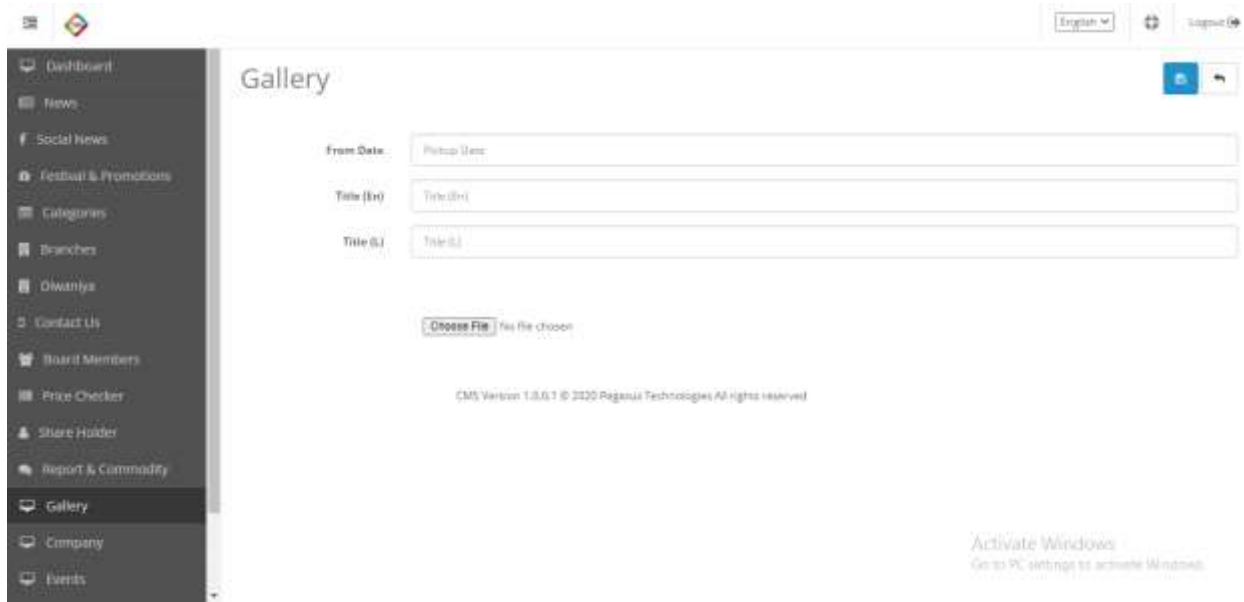 English
Logout
Dashboard
News
Social News
Festival & Promotions
Categories
Branches
Diwaniya
Contact Us
Board Members
Price Checker
Share Holder
Report & Commodity
Gallery
Company
Events
Gallery
From Date
Pickup Date
Title (En)
Title (En)
Title (L)
Title (L)
Choose File No file chosen
CMS Version 1.0.0.1 © 2020 Pegasus Technologies All rights reserved
Activate Windows
Go to PC settings to activate Windows.